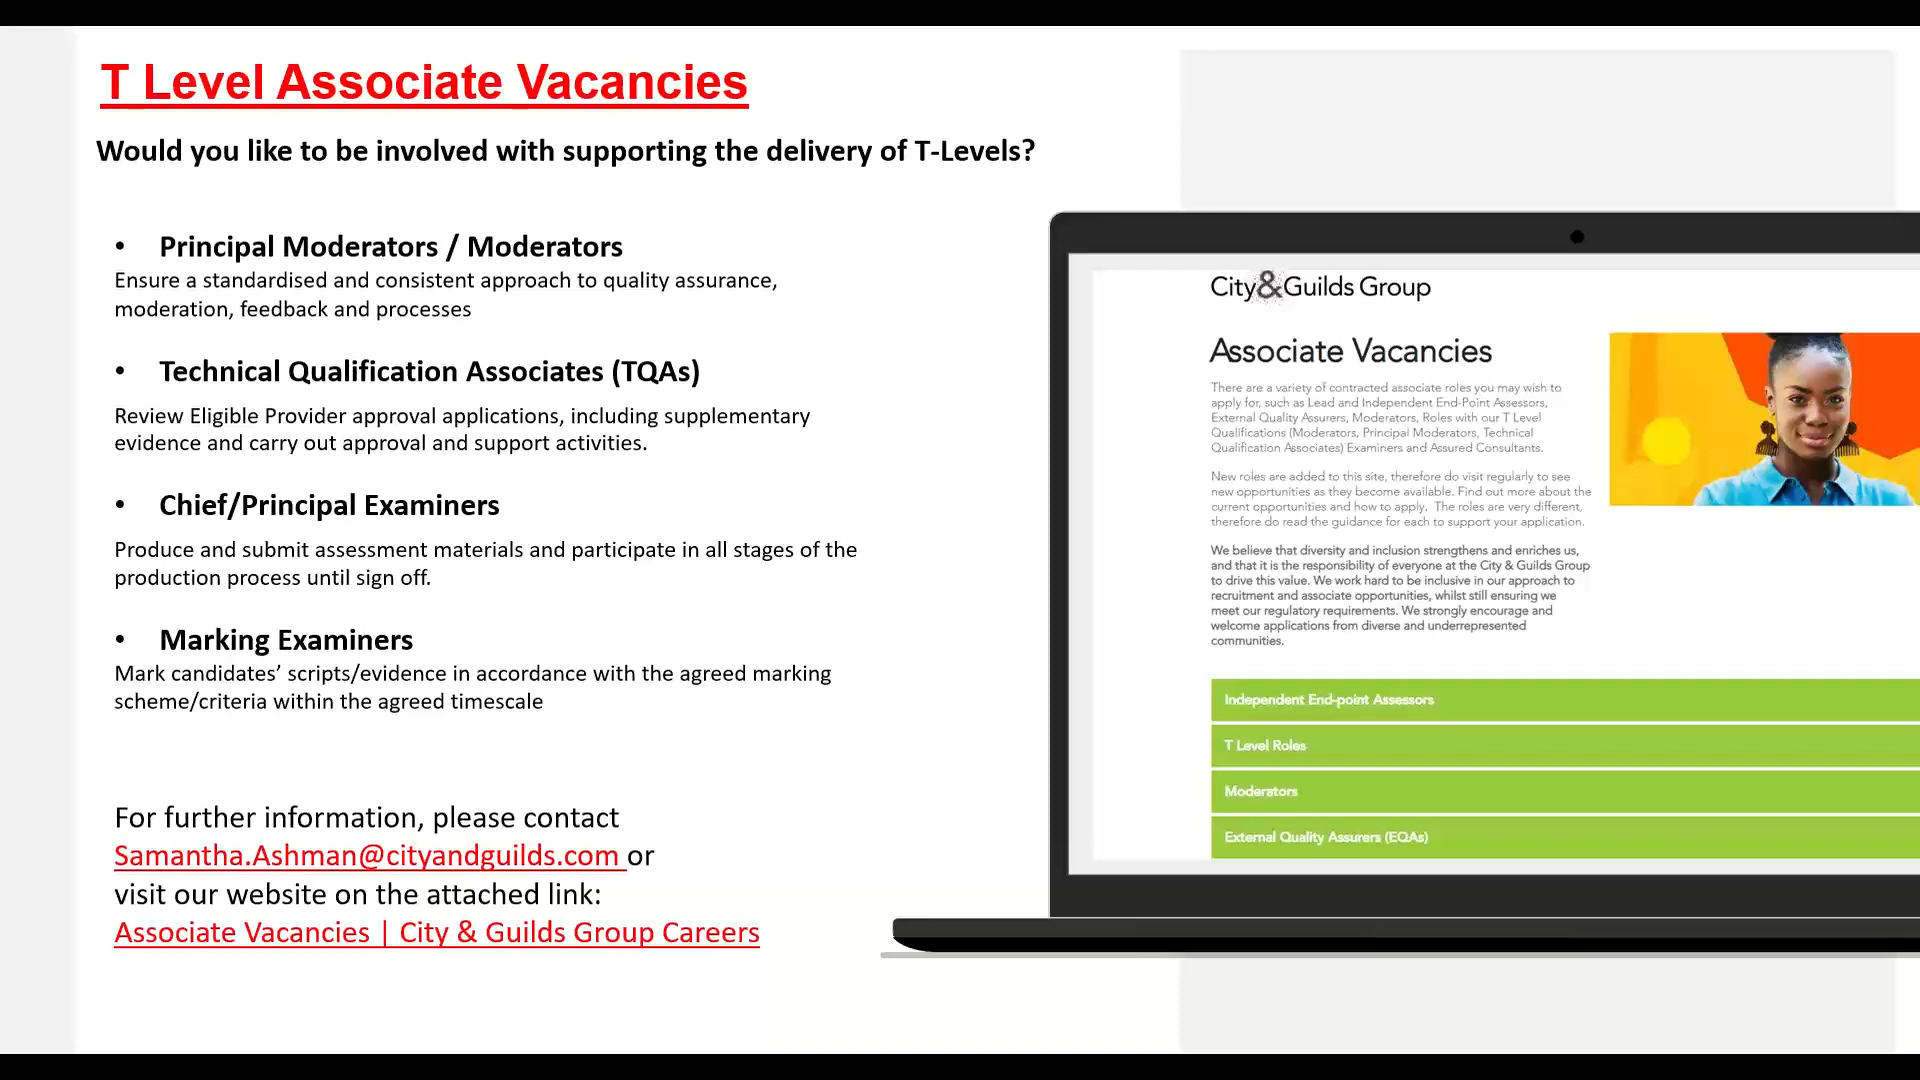 T Level Associate Vacancies
Would you like to be involved with supporting the delivery of T-Levels?
• Principal Moderators / Moderators
Ensure a standardised and consistent approach to quality assurance,
moderation, feedback and processes
• Technical Qualification Associates (TQAs)
Review Eligible Provider approval applications, including supplementary
evidence and carry out approval and support activities.
• Chief/Principal Examiners
Produce and submit assessment materials and participate in all stages of the
production process until sign off.
• Marking Examiners
Mark candidates’ scripts/evidence in accordance with the agreed marking
scheme/criteria within the agreed timescale
For further information, please contact
Samantha.Ashman@cityandguilds.com or
visit our website on the attached link:
Associate Vacancies | City & Guilds Group Careers
City&Guilds Group
Associate Vacancies
There are a variety of contracted associate roles you may wish to
apply for, such as Lead and Independent End-Point Assessors,
External Quality Assurers, Moderators, Roles with our T Level
Qualifications (Moderators, Principal Moderators, Technical
Qualification Associates) Examiners and Assured Consultants.
New roles are added to this site, therefore do visit regularly to see
new opportunities as they become available. Find out more about the
current opportunities and how to apply. The roles are very different,
therefore do read the guidance for each to support your application.
We believe that diversity and inclusion strengthens and enriches us,
and that it is the responsibility of everyone at the City & Guilds Group
to drive this value. We work hard to be inclusive in our approach to
recruitment and associate opportunities, whilst still ensuring we
meet our regulatory requirements. We strongly encourage and
welcome applications from diverse and underrepresented
communities.
Independent End-point Assessors
T Level Roles
Moderators
External Quality Assurers (EQAs)